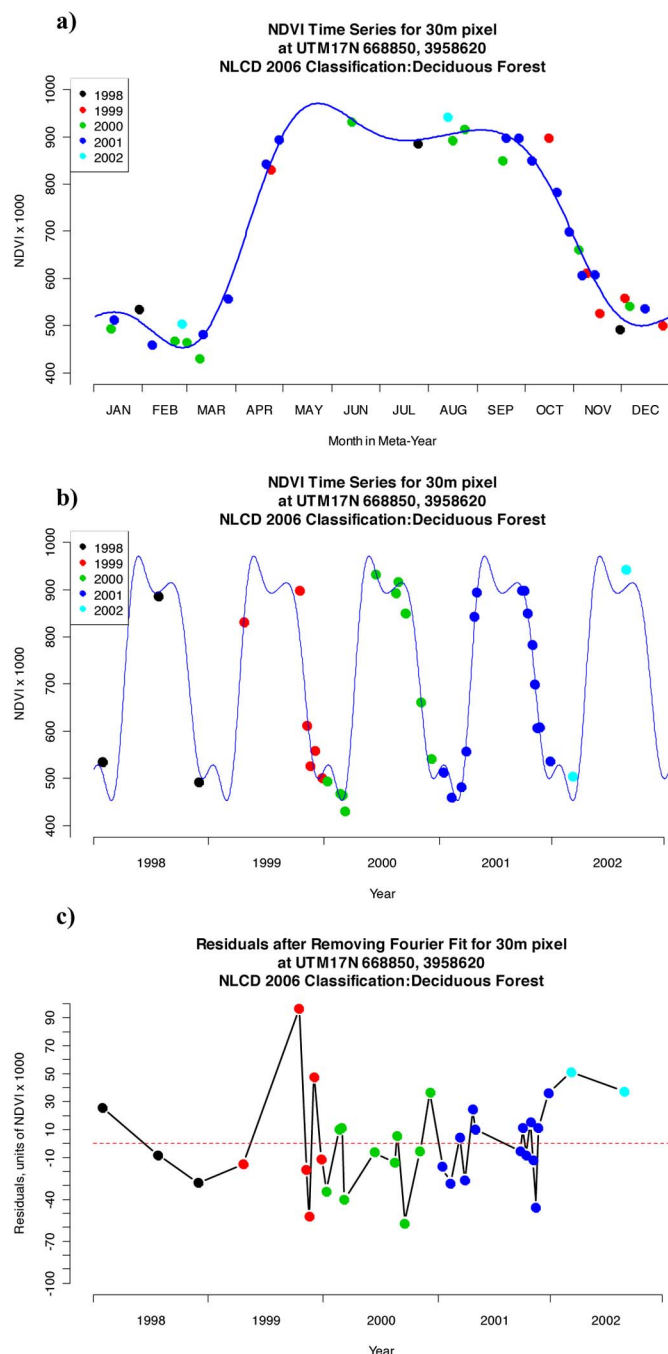 a)
NDVI Time Series for 30m pixel
at UTM17N 668850, 3958620
NLCD 2006 Classification:Deciduous Forest
1998
1999
2000
2001
2002
NDVI x 1000
1000
900
800
700
600
500
400
JAN FEB MAR APR MAY JUN JUL AUG SEP OCT NOV DEC
Month in Meta-Year
b)
NDVI Time Series for 30m pixel
at UTM17N 668850, 3958620
NLCD 2006 Classification:Deciduous Forest
1998
1999
2000
2001
2002
NDVI x 1000
1000
900
800
700
600
500
400
1998 1999 2000 2001 2002
Year
c)
Residuals after Removing Fourier Fit for 30m pixel
at UTM17N 668850, 3958620
NLCD 2006 Classification:Deciduous Forest
Residuals, units of NDVI x 1000
90
50
10
-10
-40
-70
-100
1998 1999 2000 2001 2002
Year